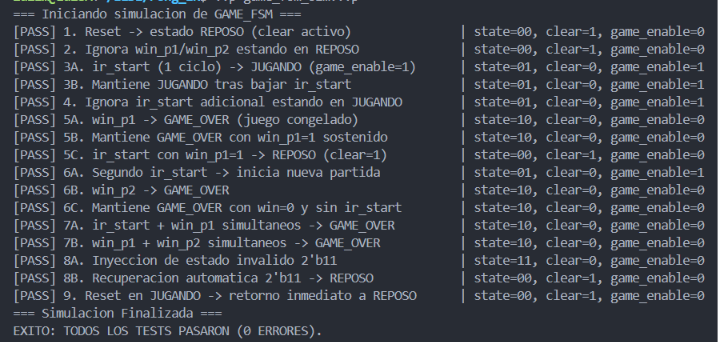 === Iniciando simulacion de GAME_FSM ===
[PASS] 1. Reset -> estado REPOSO (clear activo) | state=00, clear=1, game_enable=0
[PASS] 2. Ignora win_p1/win_p2 estando en REPOSO | state=00, clear=1, game_enable=0
[PASS] 3A. ir_start (1 ciclo) -> JUGANDO (game_enable=1) | state=01, clear=0, game_enable=1
[PASS] 3B. Mantiene JUGANDO tras bajar ir_start | state=01, clear=0, game_enable=1
[PASS] 4. Ignora ir_start adicional estando en JUGANDO | state=01, clear=0, game_enable=1
[PASS] 5A. win_p1 -> GAME_OVER (juego congelado) | state=10, clear=0, game_enable=0
[PASS] 5B. Mantiene GAME_OVER con win_p1=1 sostenido | state=10, clear=0, game_enable=0
[PASS] 5C. ir_start con win_p1=1 -> REPOSO (clear=1) | state=00, clear=1, game_enable=0
[PASS] 6A. Segundo ir_start -> inicia nueva partida | state=01, clear=0, game_enable=1
[PASS] 6B. win_p2 -> GAME_OVER | state=10, clear=0, game_enable=0
[PASS] 6C. Mantiene GAME_OVER con win=0 y sin ir_start | state=10, clear=0, game_enable=0
[PASS] 7A. ir_start + win_p1 simultaneos -> GAME_OVER | state=10, clear=0, game_enable=0
[PASS] 7B. win_p1 + win_p2 simultaneos -> GAME_OVER | state=10, clear=0, game_enable=0
[PASS] 8A. Inyeccion de estado invalido 2'b11 | state=11, clear=0, game_enable=0
[PASS] 8B. Recuperacion automatica 2'b11 -> REPOSO | state=00, clear=1, game_enable=0
[PASS] 9. Reset en JUGANDO -> retorno inmediato a REPOSO | state=00, clear=1, game_enable=0
=== Simulacion Finalizada ===
EXITO: TODOS LOS TESTS PASARON (0 ERRORES).